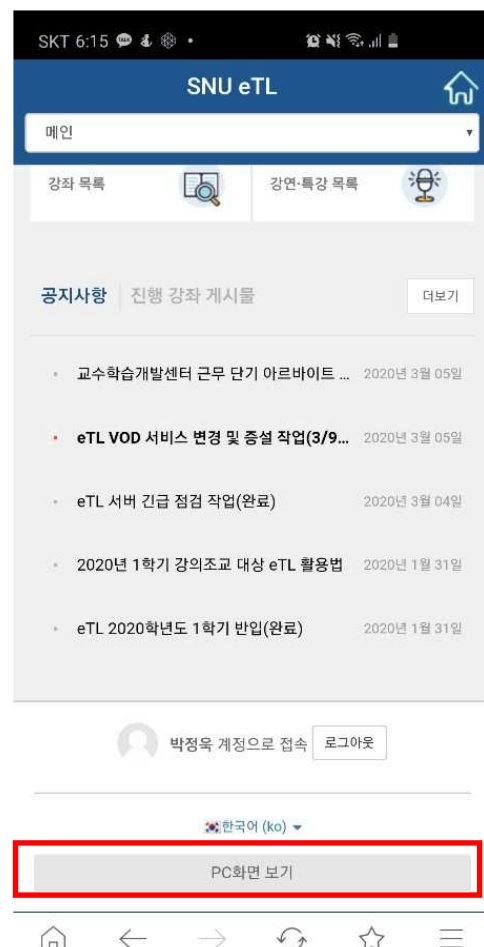 SKT 6:15
SNU eTL
메인
강좌 목록
강연·특강 목록
공지사항 진행 강좌 게시물 더보기
교수학습개발센터 근무 단기 아르바이트 ... 2020년 3월 05일
eTL VOD 서비스 변경 및 증설 작업(3/9... 2020년 3월 05일
eTL 서버 긴급 점검 작업(완료) 2020년 3월 04일
2020년 1학기 강의조교 대상 eTL 활용법 2020년 1월 31일
eTL 2020학년도 1학기 반입(완료) 2020년 1월 31일
박정욱 계정으로 접속 로그아웃
한국어 (ko)
PC화면 보기